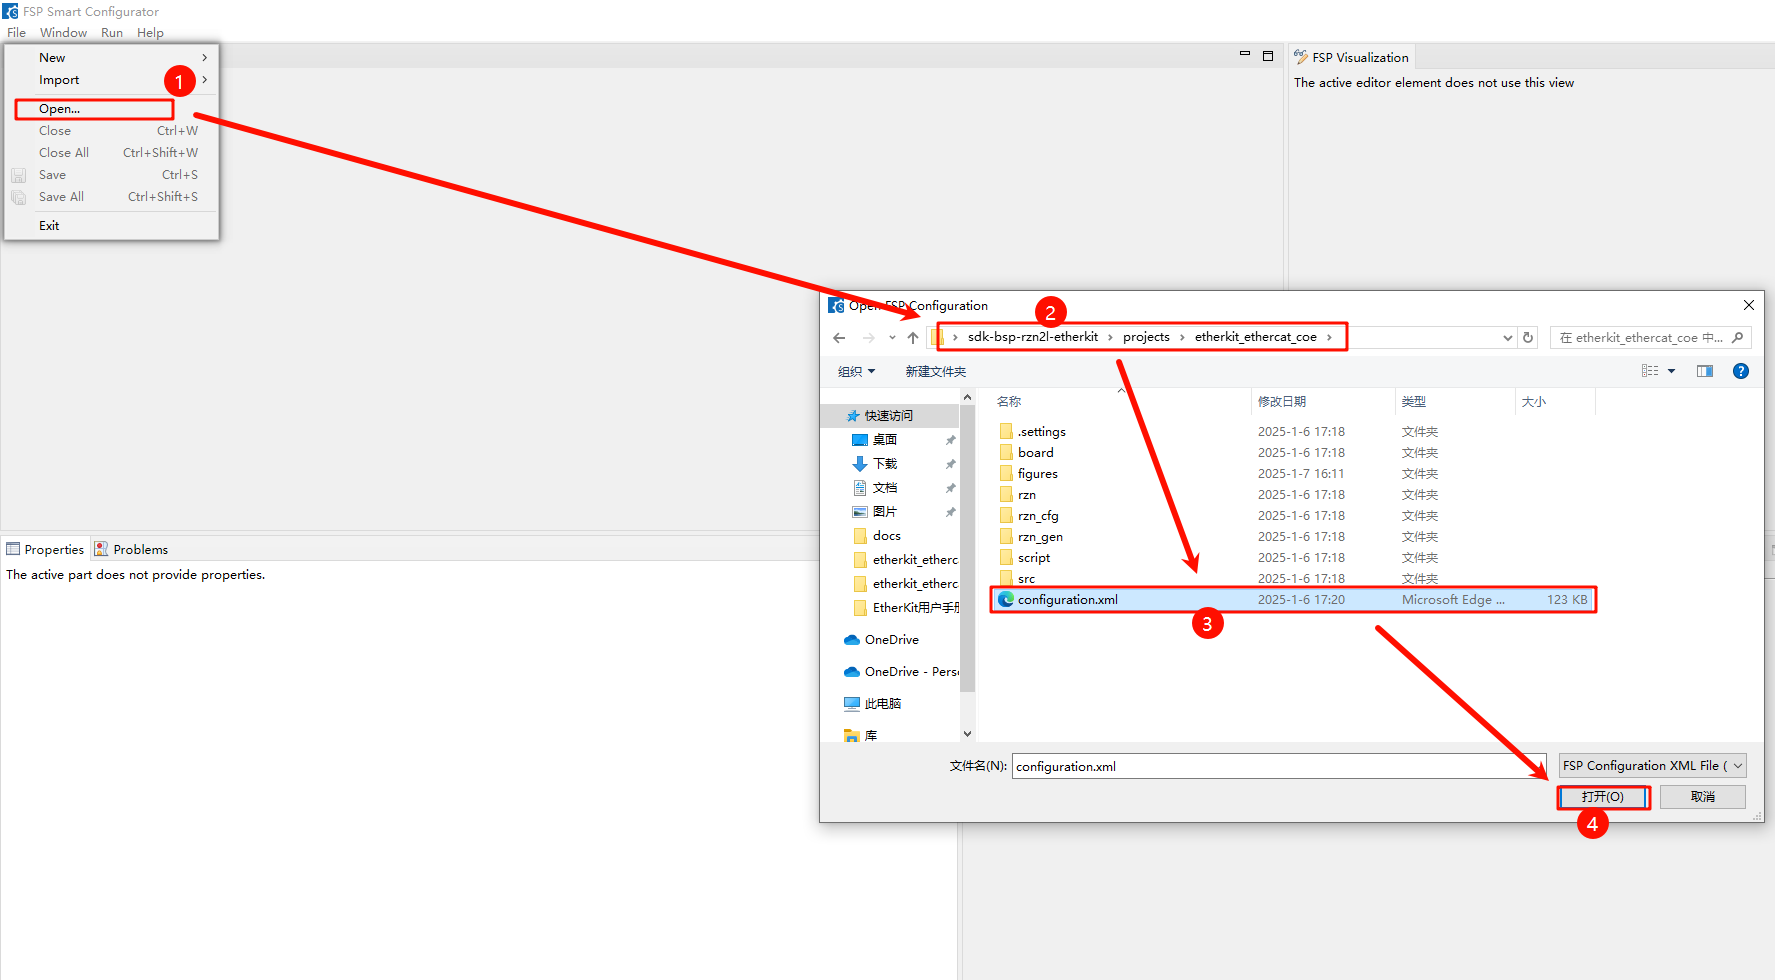 FSP Smart Configurator
File Window Run Help
New
Import
1
Open...
Close Ctrl+W
Close All Ctrl+Shift+W
Save Ctrl+S
Save All Ctrl+Shift+S
Exit
FSP Visualization
The active editor element does not use this view
Open FSP Configuration
2
sdk-bsp-rzn2l-etherkit > projects > etherkit_ethercat_coe >
在 etherkit_ethercat_coe 中...
组织 新建文件夹
快速访问
桌面
下载
文档
图片
docs
etherkit_etherca
etherkit_etherca
EtherKit用户手册
OneDrive
OneDrive - Perso
此电脑
库
名称 修改日期 类型 大小
.settings 2025-1-6 17:18 文件夹
board 2025-1-6 17:18 文件夹
figures 2025-1-7 16:11 文件夹
rzn 2025-1-6 17:18 文件夹
rzn_cfg 2025-1-6 17:18 文件夹
rzn_gen 2025-1-6 17:18 文件夹
script 2025-1-6 17:18 文件夹
src 2025-1-6 17:18 文件夹
configuration.xml 2025-1-6 17:20 Microsoft Edge ... 123 KB
3
文件名(N): configuration.xml FSP Configuration XML File (
打开(O) 取消
4
Properties Problems
The active part does not provide properties.